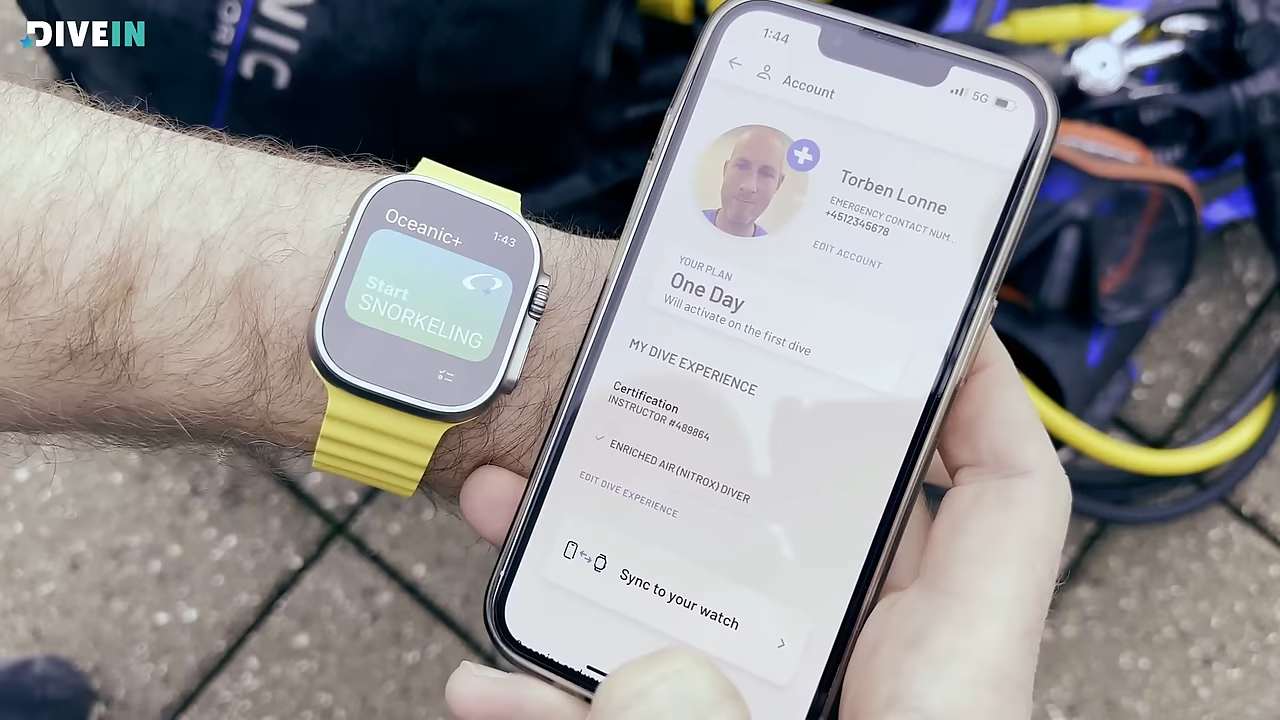 DIVEIN
NIC
ORT
Oceanic+
1:43
Start
SNORKELING
1:44
5G
Account
Torben Lonne
EMERGENCY CONTACT NUM...
+4512345678
EDIT ACCOUNT
YOUR PLAN
One Day
Will activate on the first dive
MY DIVE EXPERIENCE
Certification
INSTRUCTOR #489864
ENRICHED AIR (NITROX) DIVER
EDIT DIVE EXPERIENCE
Sync to your watch